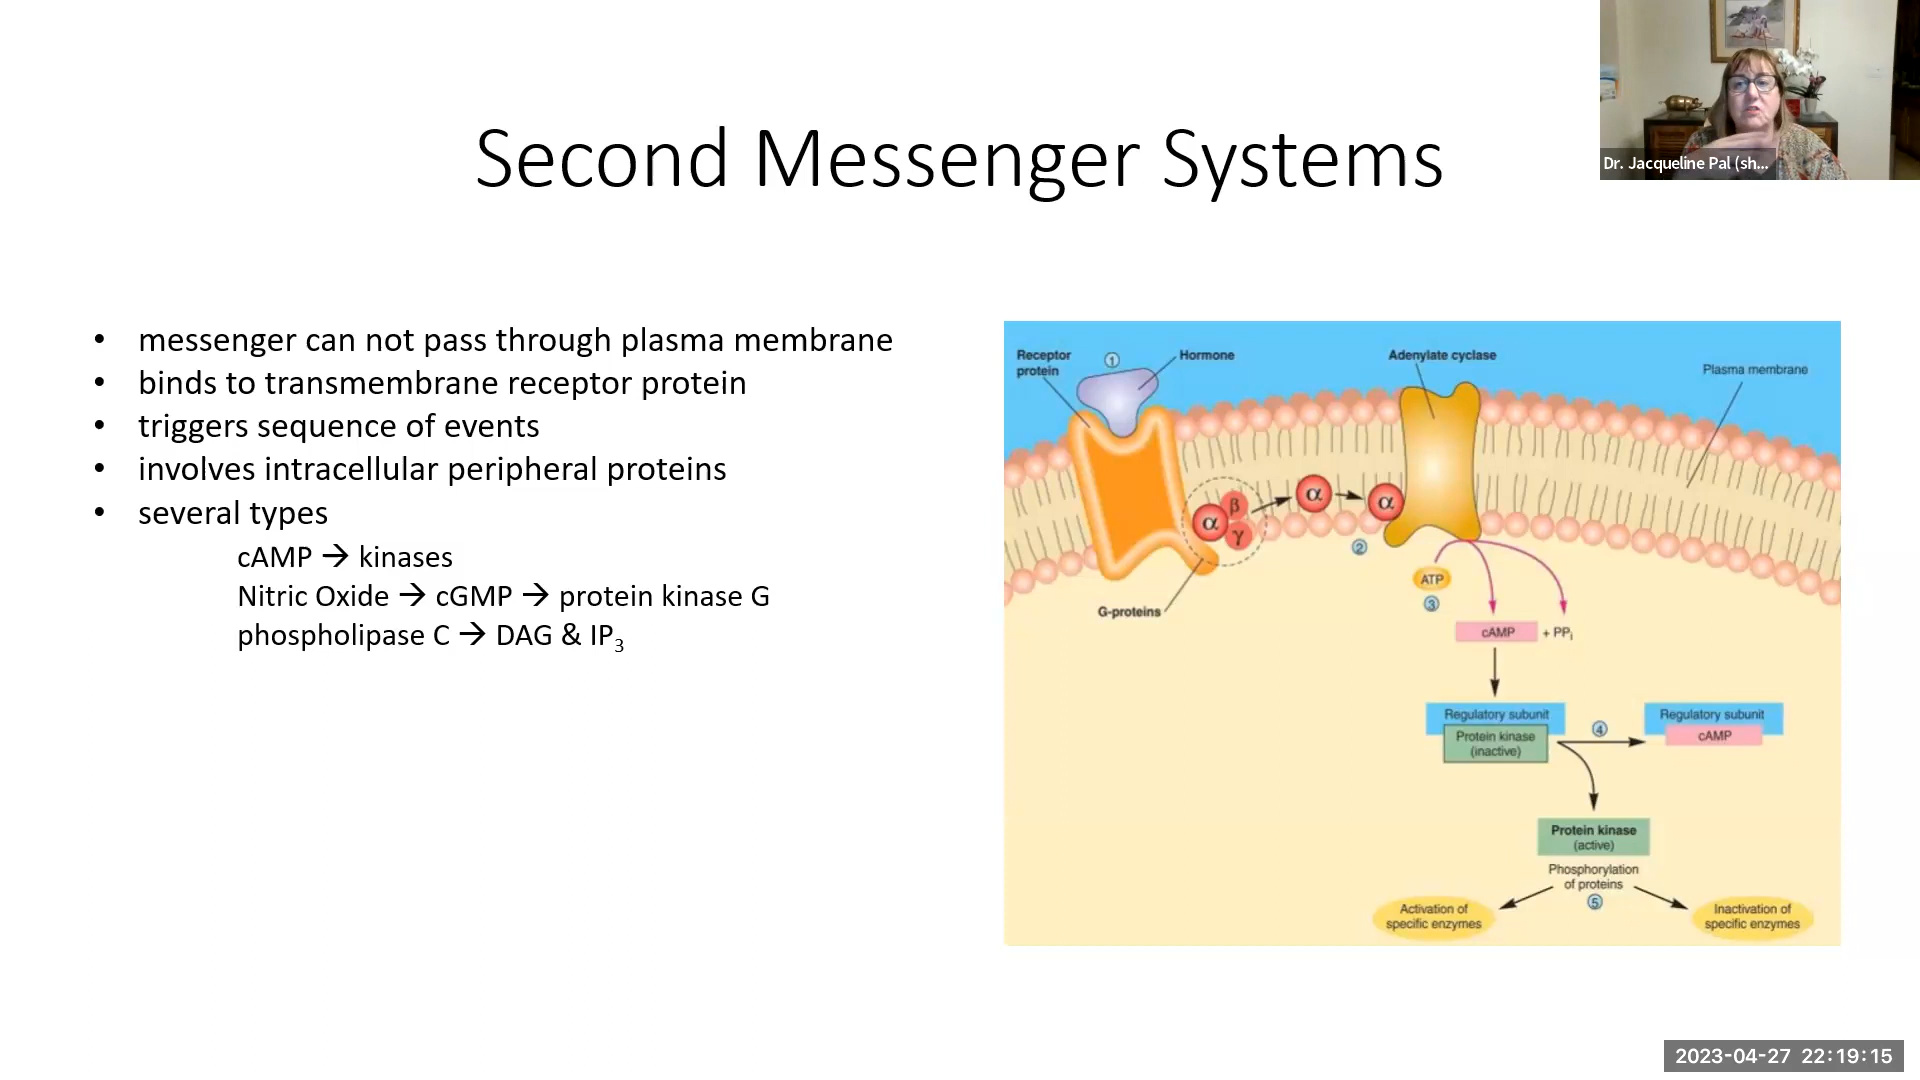 Dr. Jacqueline Pal (sh...
Second Messenger Systems
• messenger can not pass through plasma membrane
• binds to transmembrane receptor protein
• triggers sequence of events
• involves intracellular peripheral proteins
• several types
cAMP → kinases
Nitric Oxide → cGMP → protein kinase G
phospholipase C → DAG & IP₃
Receptor
protein
①
Hormone
Adenylate cyclase
Plasma membrane
α
β
γ
α
α
②
G-proteins
ATP
③
cAMP
+ PPᵢ
Regulatory subunit
Protein kinase
(inactive)
④
Regulatory subunit
cAMP
Protein kinase
(active)
Phosphorylation
of proteins
⑤
Activation of
specific enzymes
Inactivation of
specific enzymes
2023-04-27 22:19:15